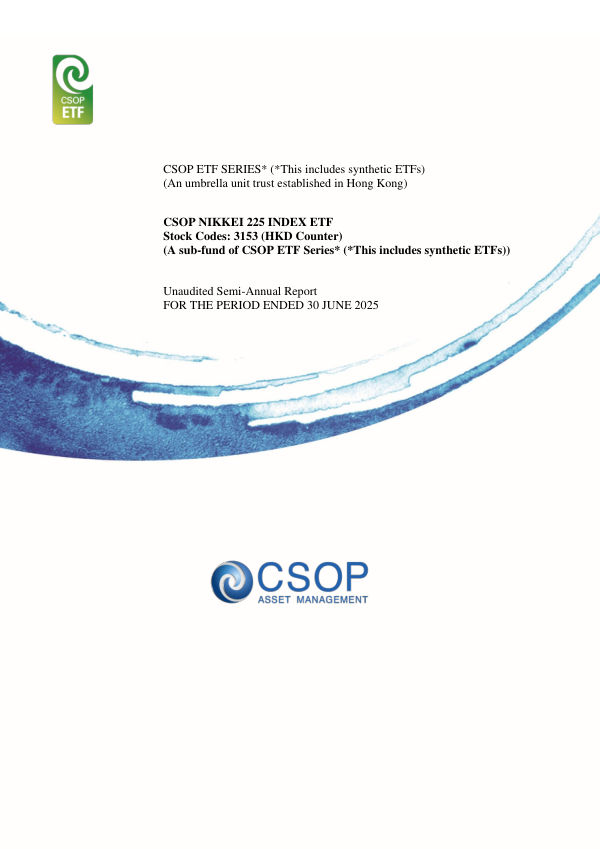 CSOP
ETF
CSOP ETF SERIES* (*This includes synthetic ETFs)
(An umbrella unit trust established in Hong Kong)
CSOP NIKKEI 225 INDEX ETF
Stock Codes: 3153 (HKD Counter)
(A sub-fund of CSOP ETF Series* (*This includes synthetic ETFs))
Unaudited Semi-Annual Report
FOR THE PERIOD ENDED 30 JUNE 2025
CSOP
ASSET MANAGEMENT